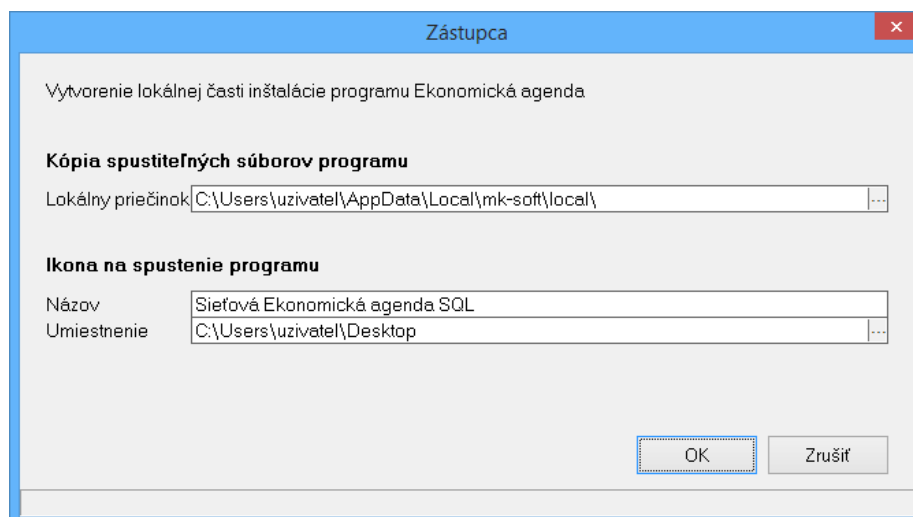 Zástupca
Vytvorenie lokálnej časti inštalácie programu Ekonomická agenda
Kópia spustiteľných súborov programu
Lokálny priečinok C:\Users\uzivatel\AppData\Local\mk-soft\local\ ...
Ikona na spustenie programu
Názov Sieťová Ekonomická agenda SQL
Umiestnenie C:\Users\uzivatel\Desktop ...
OK Zrušiť